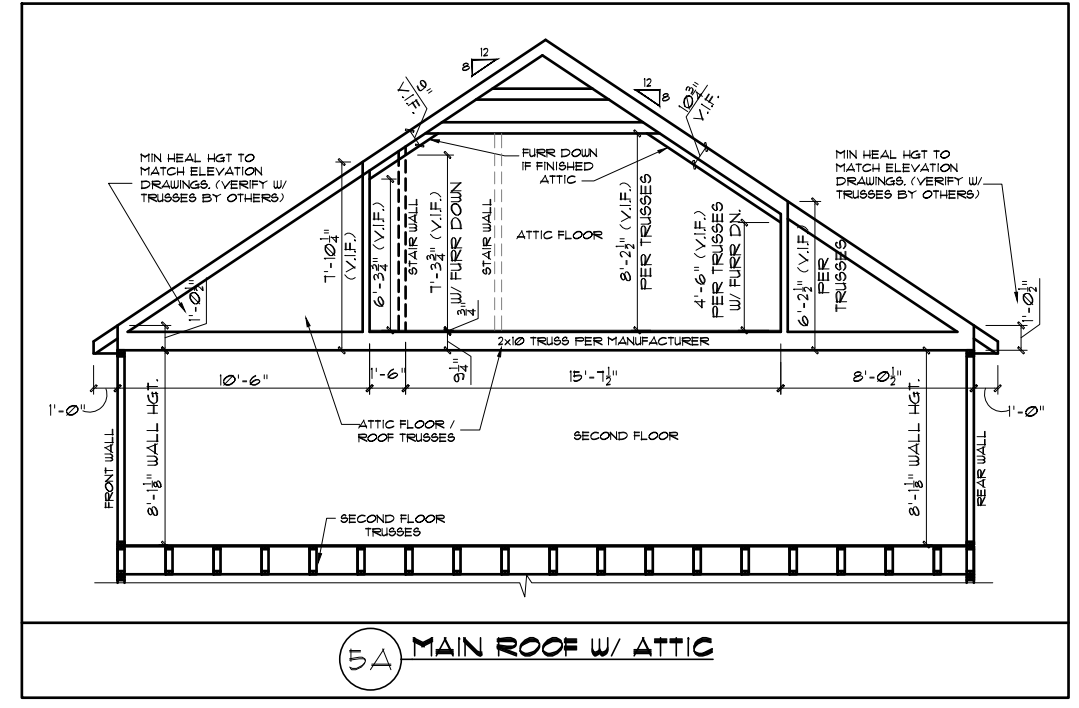 12
8
12
8
9"
V.I.F.
10¾"
V.I.F.
MIN HEAL HGT TO
MATCH ELEVATION
DRAWINGS. (VERIFY W/
TRUSSES BY OTHERS)
FURR DOWN
IF FINISHED
ATTIC
MIN HEAL HGT TO
MATCH ELEVATION
DRAWINGS. (VERIFY W/
TRUSSES BY OTHERS)
1'-0½"
7'-10¼"
(V.I.F.)
6'-3¾" (V.I.F.)
STAIR WALL
7'-3¾" (V.I.F.)
W/ FURR DOWN
STAIR WALL
ATTIC FLOOR
8'-2½" (V.I.F.)
PER TRUSSES
4'-6" (V.I.F.)
PER TRUSSES
W/ FURR DN.
6'-2½" (V.I.F.)
PER
TRUSSES
1'-0½"
¾"
2x10 TRUSS PER MANUFACTURER
9¼"
10'-6"
1'-6"
15'-7½"
8'-0½"
1'-0"
1'-0"
ATTIC FLOOR /
ROOF TRUSSES
SECOND FLOOR
FRONT WALL
8'-1⅛" WALL HGT.
8'-1⅛" WALL HGT.
REAR WALL
SECOND FLOOR
TRUSSES
5A
MAIN ROOF W/ ATTIC